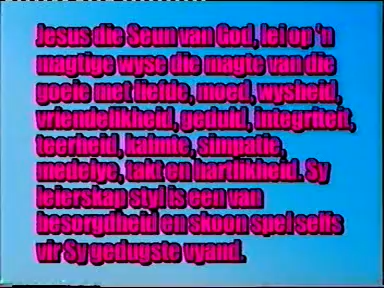 Jesus die Seun van God, lei op 'n
magtige wyse die magte van die
goeie met liefde, moed, wysheid,
vriendelikheid, geduld, integriteit,
teerheid, kalmte, simpatie,
medelye, takt en hartlikheid. Sy
leierskap styl is een van
besorgdheid en skoon spel selfs
vir Sy gedugste vyand.